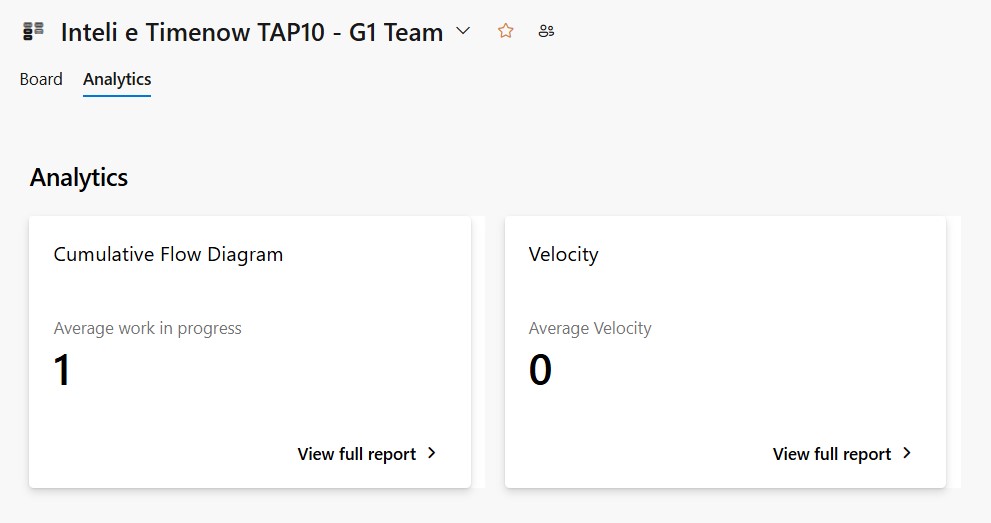 Inteli e Timenow TAP10 - G1 Team
Board Analytics
Analytics
Cumulative Flow Diagram
Average work in progress
1
View full report
Velocity
Average Velocity
0
View full report